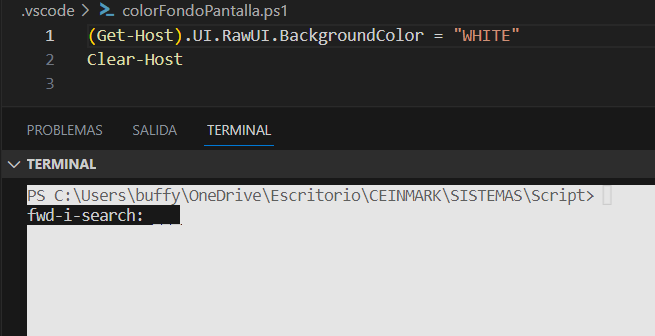 .vscode > colorFondoPantalla.ps1
1 (Get-Host).UI.RawUI.BackgroundColor = "WHITE"
2 Clear-Host
3
PROBLEMAS SALIDA TERMINAL
TERMINAL
PS C:\Users\buffy\OneDrive\Escritorio\CEINMARK\SISTEMAS\Script>
fwd-i-search: _